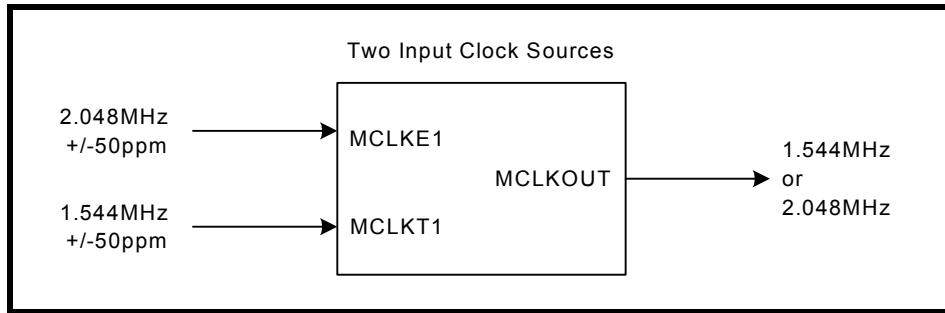 Two Input Clock Sources
2.048MHz
+/-50ppm
MCLKE1
1.544MHz
+/-50ppm
MCLKT1
MCLKOUT
1.544MHz
or
2.048MHz